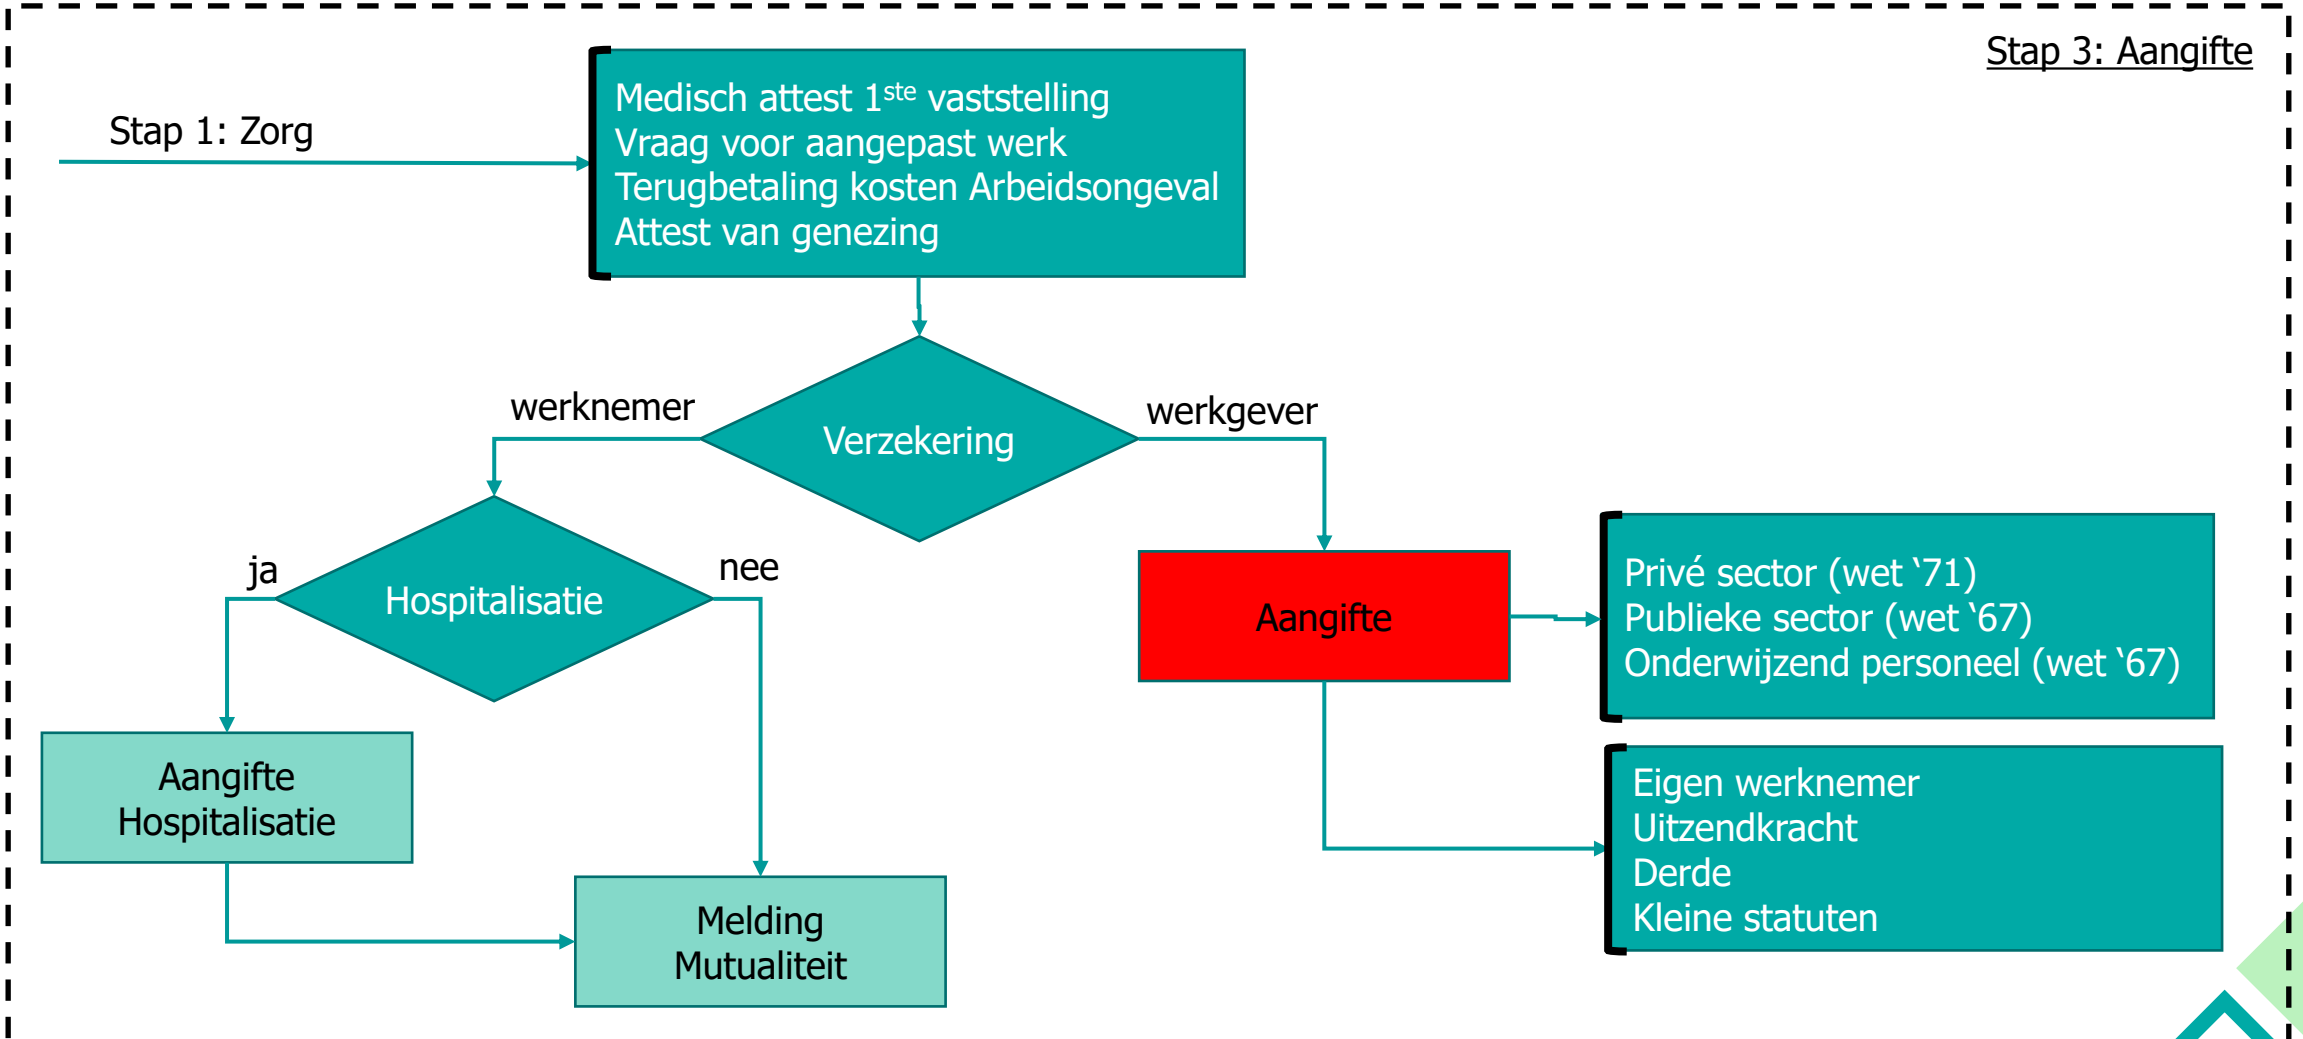 Stap 3: Aangifte
Stap 1: Zorg
Medisch attest 1ste vaststelling
Vraag voor aangepast werk
Terugbetaling kosten Arbeidsongeval
Attest van genezing
werknemer
Verzekering
werkgever
ja
Hospitalisatie
nee
Aangifte
Privé sector (wet ‘71)
Publieke sector (wet ‘67)
Onderwijzend personeel (wet ‘67)
Aangifte
Hospitalisatie
Eigen werknemer
Uitzendkracht
Derde
Kleine statuten
Melding
Mutualiteit